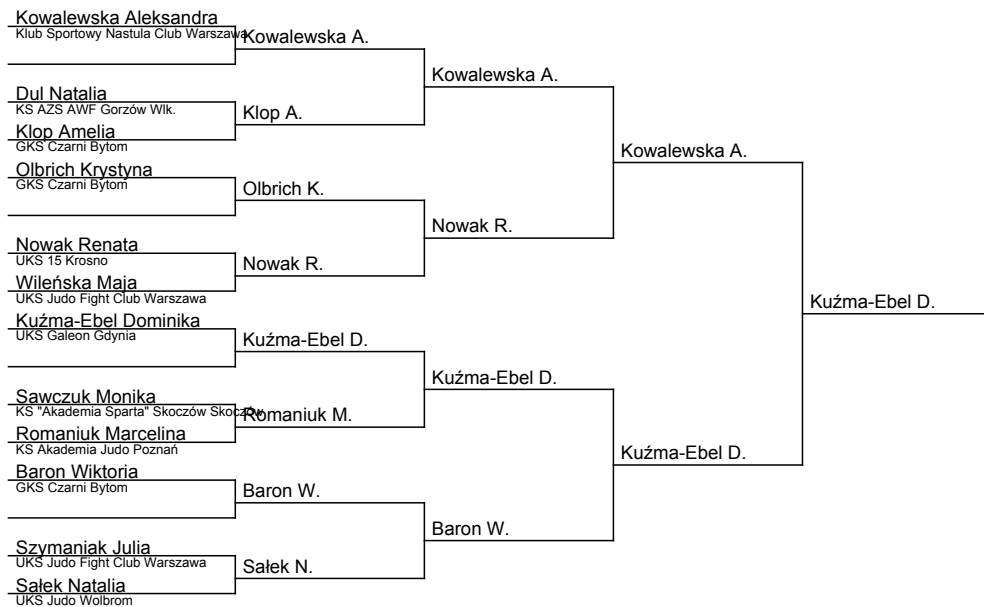 Kowalewska Aleksandra
Klub Sportowy Nastula Club Warszawa
Kowalewska A.
Kowalewska A.
Dul Natalia
KS AZS AWF Gorzów Wlk.
Klop A.
Klop Amelia
GKS Czarni Bytom
Kowalewska A.
Olbrich Krystyna
GKS Czarni Bytom
Olbrich K.
Nowak R.
Nowak Renata
UKS 15 Krosno
Nowak R.
Wileńska Maja
UKS Judo Fight Club Warszawa
Kuźma-Ebel D.
Kuźma-Ebel Dominika
UKS Galeon Gdynia
Kuźma-Ebel D.
Kuźma-Ebel D.
Sawczuk Monika
KS "Akademia Sparta" Skoczów Skoczów
Romaniuk M.
Romaniuk Marcelina
KS Akademia Judo Poznań
Kuźma-Ebel D.
Baron Wiktoria
GKS Czarni Bytom
Baron W.
Baron W.
Szymaniak Julia
UKS Judo Fight Club Warszawa
Sałek N.
Sałek Natalia
UKS Judo Wolbrom